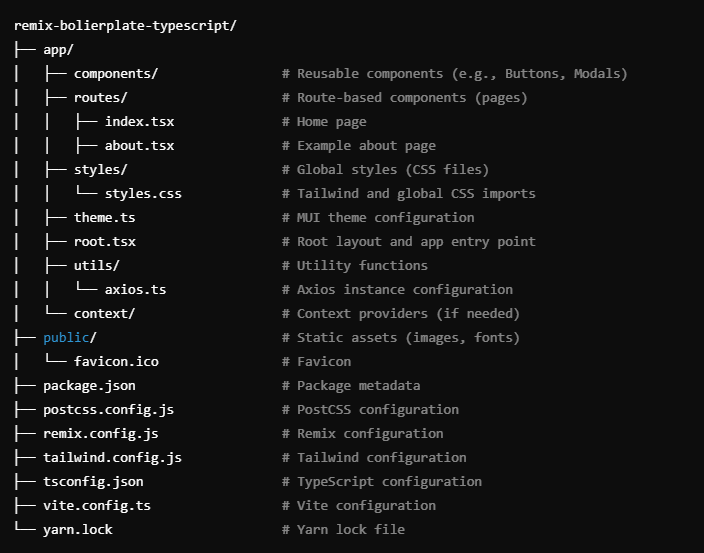 remix-bolierplate-typescript/
├── app/
│   ├── components/                # Reusable components (e.g., Buttons, Modals)
│   ├── routes/                    # Route-based components (pages)
│   │   ├── index.tsx              # Home page
│   │   ├── about.tsx              # Example about page
│   ├── styles/                    # Global styles (CSS files)
│   │   └── styles.css             # Tailwind and global CSS imports
│   ├── theme.ts                   # MUI theme configuration
│   ├── root.tsx                   # Root layout and app entry point
│   ├── utils/                     # Utility functions
│   │   └── axios.ts               # Axios instance configuration
│   └── context/                   # Context providers (if needed)
├── public/                        # Static assets (images, fonts)
│   └── favicon.ico                # Favicon
├── package.json                   # Package metadata
├── postcss.config.js              # PostCSS configuration
├── remix.config.js                # Remix configuration
├── tailwind.config.js             # Tailwind configuration
├── tsconfig.json                  # TypeScript configuration
├── vite.config.ts                 # Vite configuration
└── yarn.lock                      # Yarn lock file